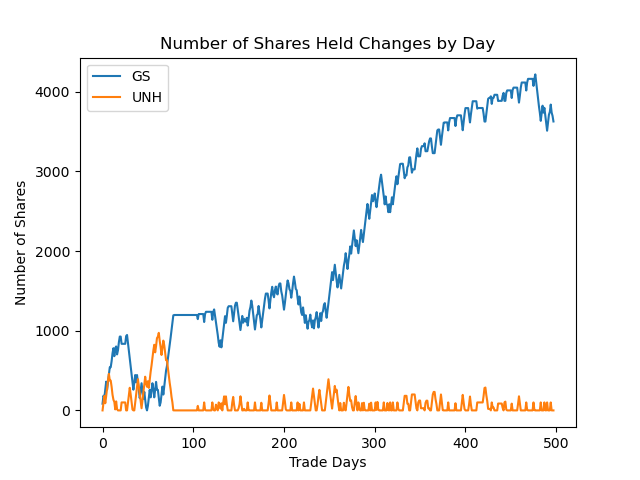 Number of Shares Held Changes by Day
GS
UNH
4000
3000
2000
1000
0
Number of Shares
0 100 200 300 400 500
Trade Days